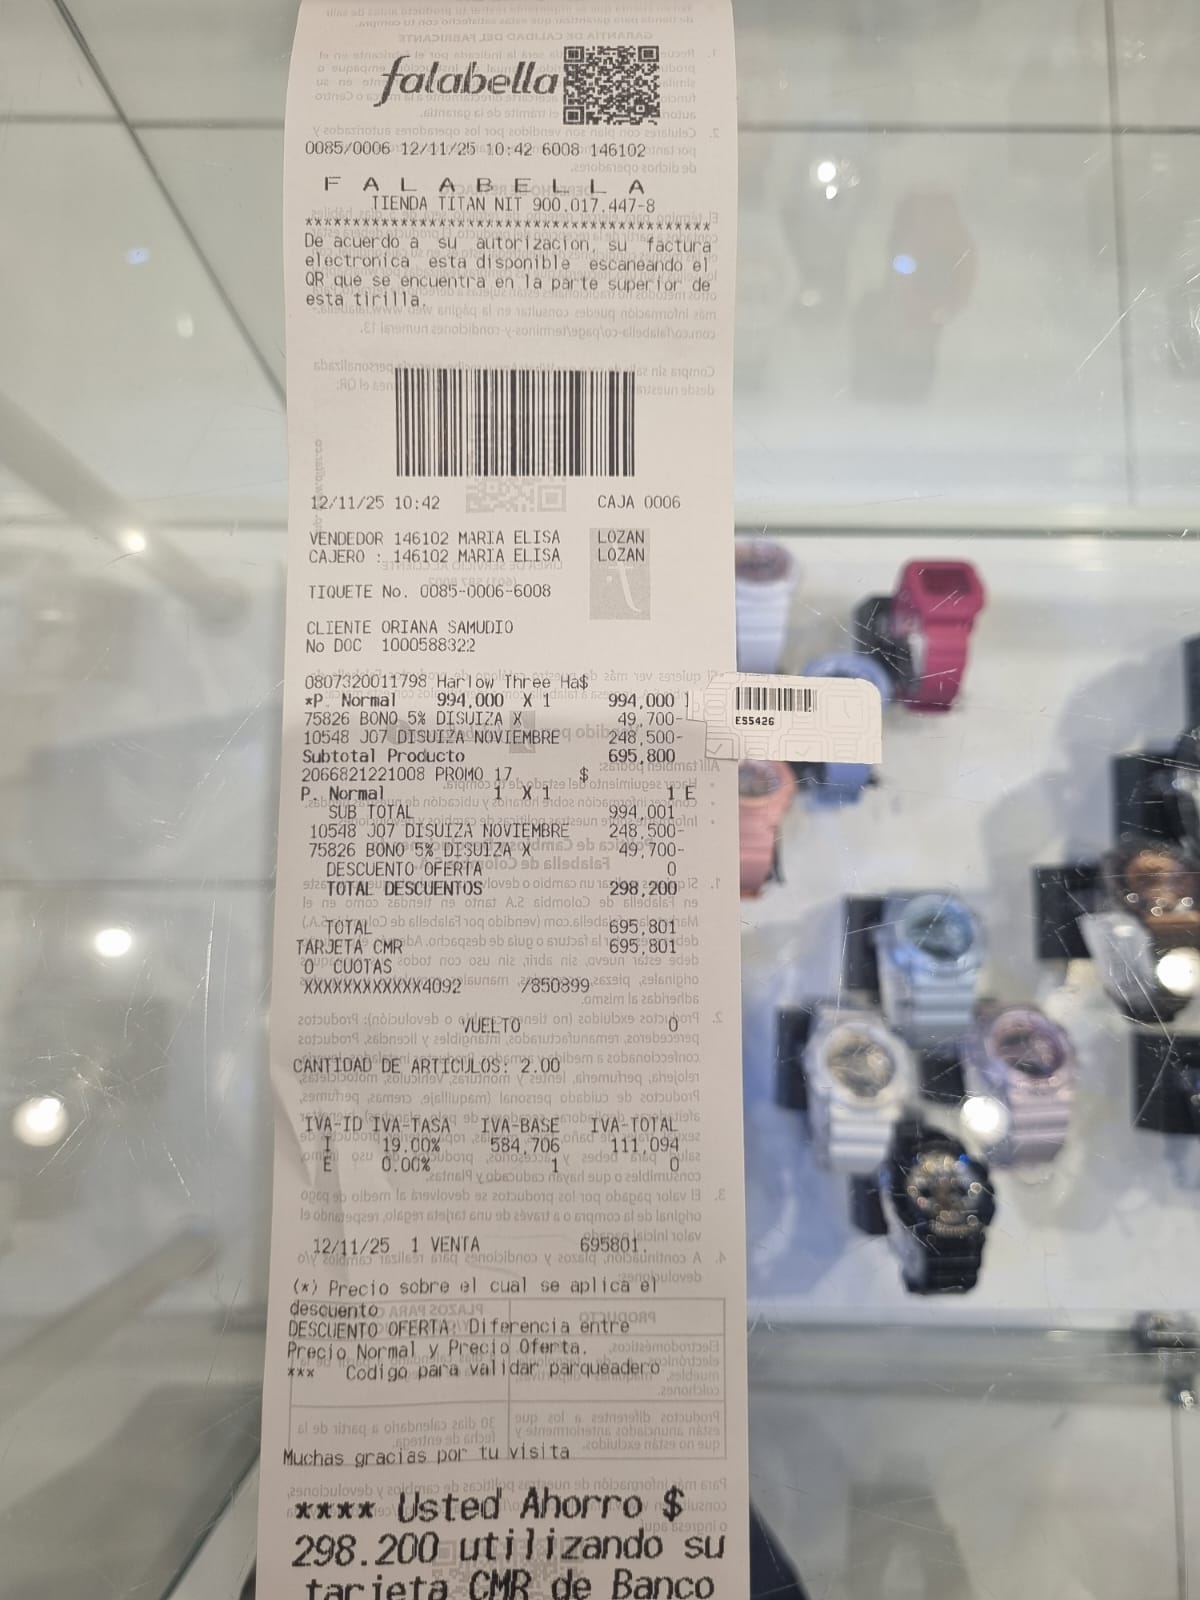 falabella
0085/0006 12/11/25 10:42 6008 146102
F A L A B E L L A
TIENDA TITAN NIT 900.017.447-8
*******************************************
De acuerdo a su autorizacion, su factura
electronica esta disponible escaneando el
QR que se encuentra en la parte superior de
esta tirilla.
12/11/25 10:42 CAJA 0006
VENDEDOR 146102 MARIA ELISA LOZAN
CAJERO : 146102 MARIA ELISA LOZAN
TIQUETE No. 0085-0006-6008
CLIENTE ORIANA SAMUDIO
No DOC 1000588322
0807320011798 Harlow Three Ha$
*P. Normal 994,000 X 1 994,000 I
75826 BONO 5% DISUIZA X 49,700-
10548 J07 DISUIZA NOVIEMBRE 248,500-
Subtotal Producto 695,800
2066821221008 PROMO 17 $
P. Normal 1 X 1 1 E
SUB TOTAL 994,001
10548 J07 DISUIZA NOVIEMBRE 248,500-
75826 BONO 5% DISUIZA X 49,700-
DESCUENTO OFERTA 0
TOTAL DESCUENTOS 298,200
TOTAL 695,801
TARJETA CMR 695,801
0 CUOTAS
XXXXXXXXXXXX4092 /850899
VUELTO 0
CANTIDAD DE ARTICULOS: 2.00
IVA-ID IVA-TASA IVA-BASE IVA-TOTAL
I 19.00% 584,706 111,094
E 0.00% 1 0
12/11/25 1 VENTA 695801.
(*) Precio sobre el cual se aplica el
descuento
DESCUENTO OFERTA: Diferencia entre
Precio Normal y Precio Oferta.
*** Codigo para validar parqueadero
Muchas gracias por tu visita
**** Usted Ahorro $
298.200 utilizando su
tarjeta CMR de Banco
ES5426